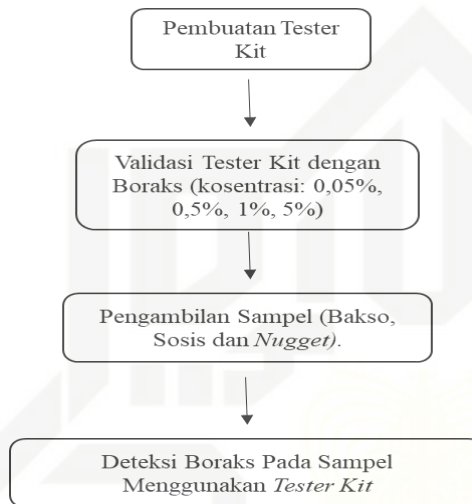 Pembuatan Tester
Kit
Validasi Tester Kit dengan
Boraks (kosentrasi: 0,05%,
0,5%, 1%, 5%)
Pengambilan Sampel (Bakso,
Sosis dan Nugget).
Deteksi Boraks Pada Sampel
Menggunakan Tester Kit